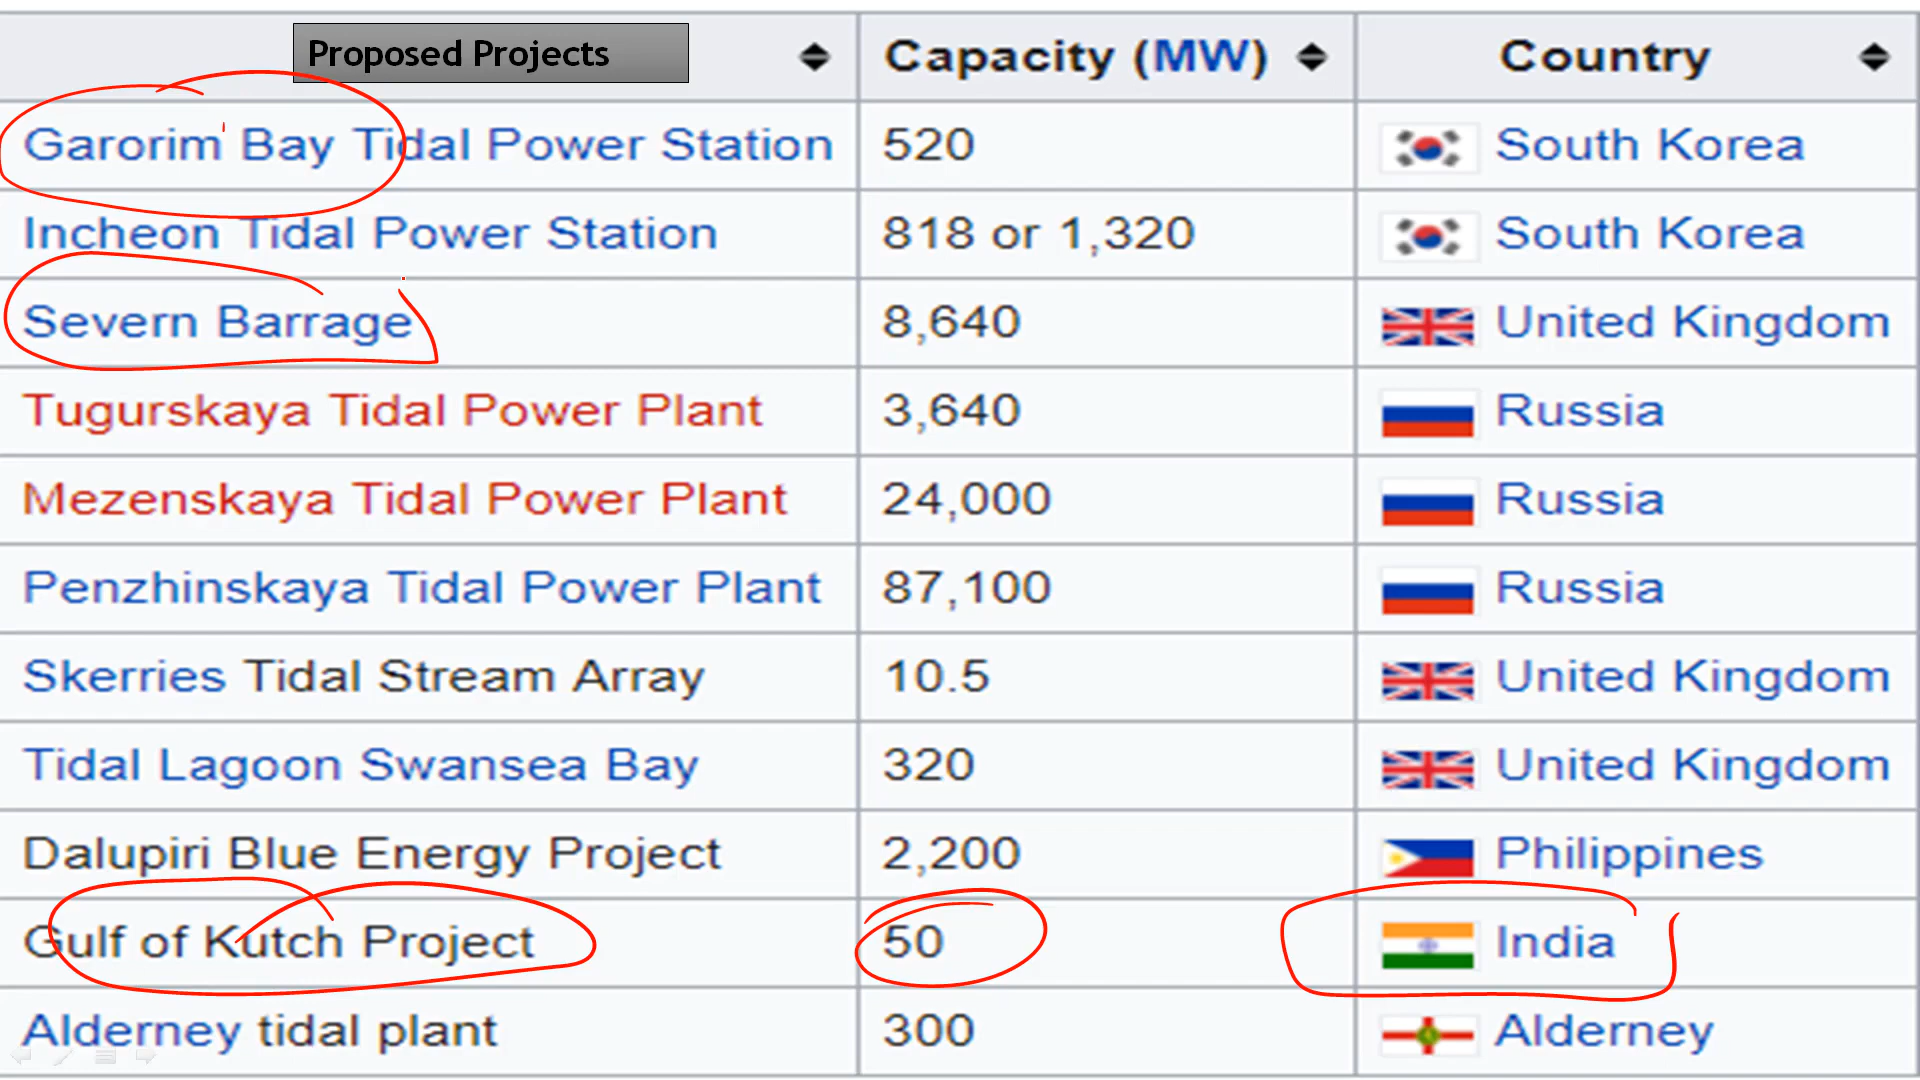 Proposed Projects Capacity (MW) Country
Garorim Bay Tidal Power Station 520 South Korea
Incheon Tidal Power Station 818 or 1,320 South Korea
Severn Barrage 8,640 United Kingdom
Tugurskaya Tidal Power Plant 3,640 Russia
Mezenskaya Tidal Power Plant 24,000 Russia
Penzhinskaya Tidal Power Plant 87,100 Russia
Skerries Tidal Stream Array 10.5 United Kingdom
Tidal Lagoon Swansea Bay 320 United Kingdom
Dalupiri Blue Energy Project 2,200 Philippines
Gulf of Kutch Project 50 India
Alderney tidal plant 300 Alderney